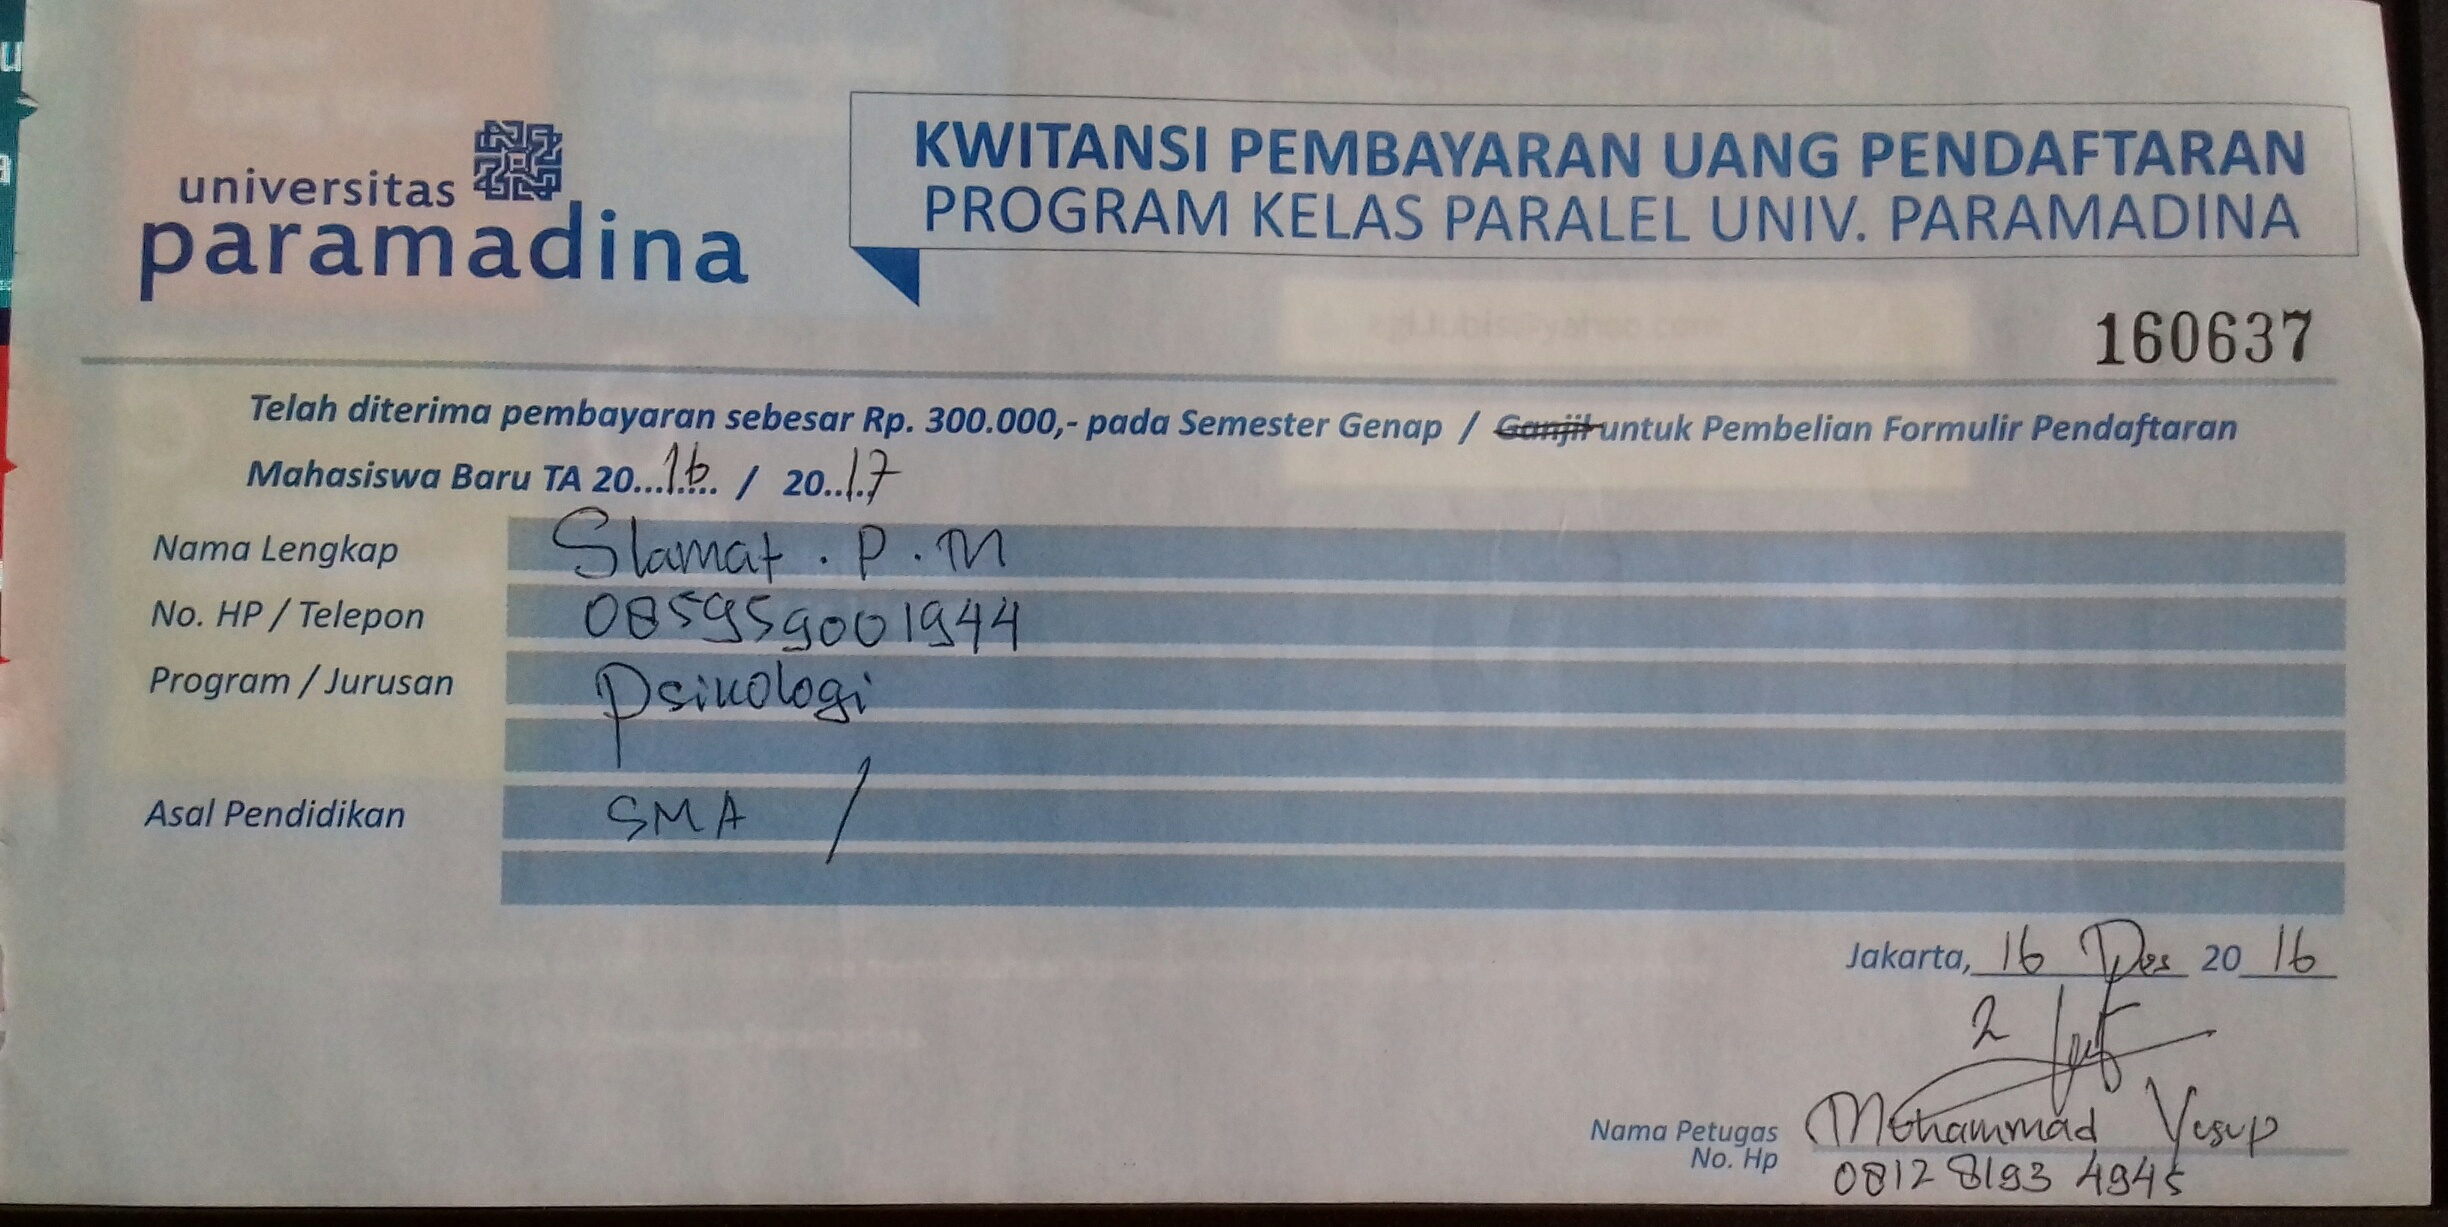 universitas
paramadina
KWITANSI PEMBAYARAN UANG PENDAFTARAN
PROGRAM KELAS PARALEL UNIV. PARAMADINA
160637
Telah diterima pembayaran sebesar Rp. 300.000,- pada Semester Genap / Ganjil untuk Pembelian Formulir Pendaftaran
Mahasiswa Baru TA 20...16... / 20..17
Nama Lengkap Slamat . P . M
No. HP / Telepon 085959001944
Program / Jurusan Psikologi
Asal Pendidikan SMA /
Jakarta, 16 Des 20 16
Nama Petugas Mohammad Yusup
No. Hp 0812 8193 4945